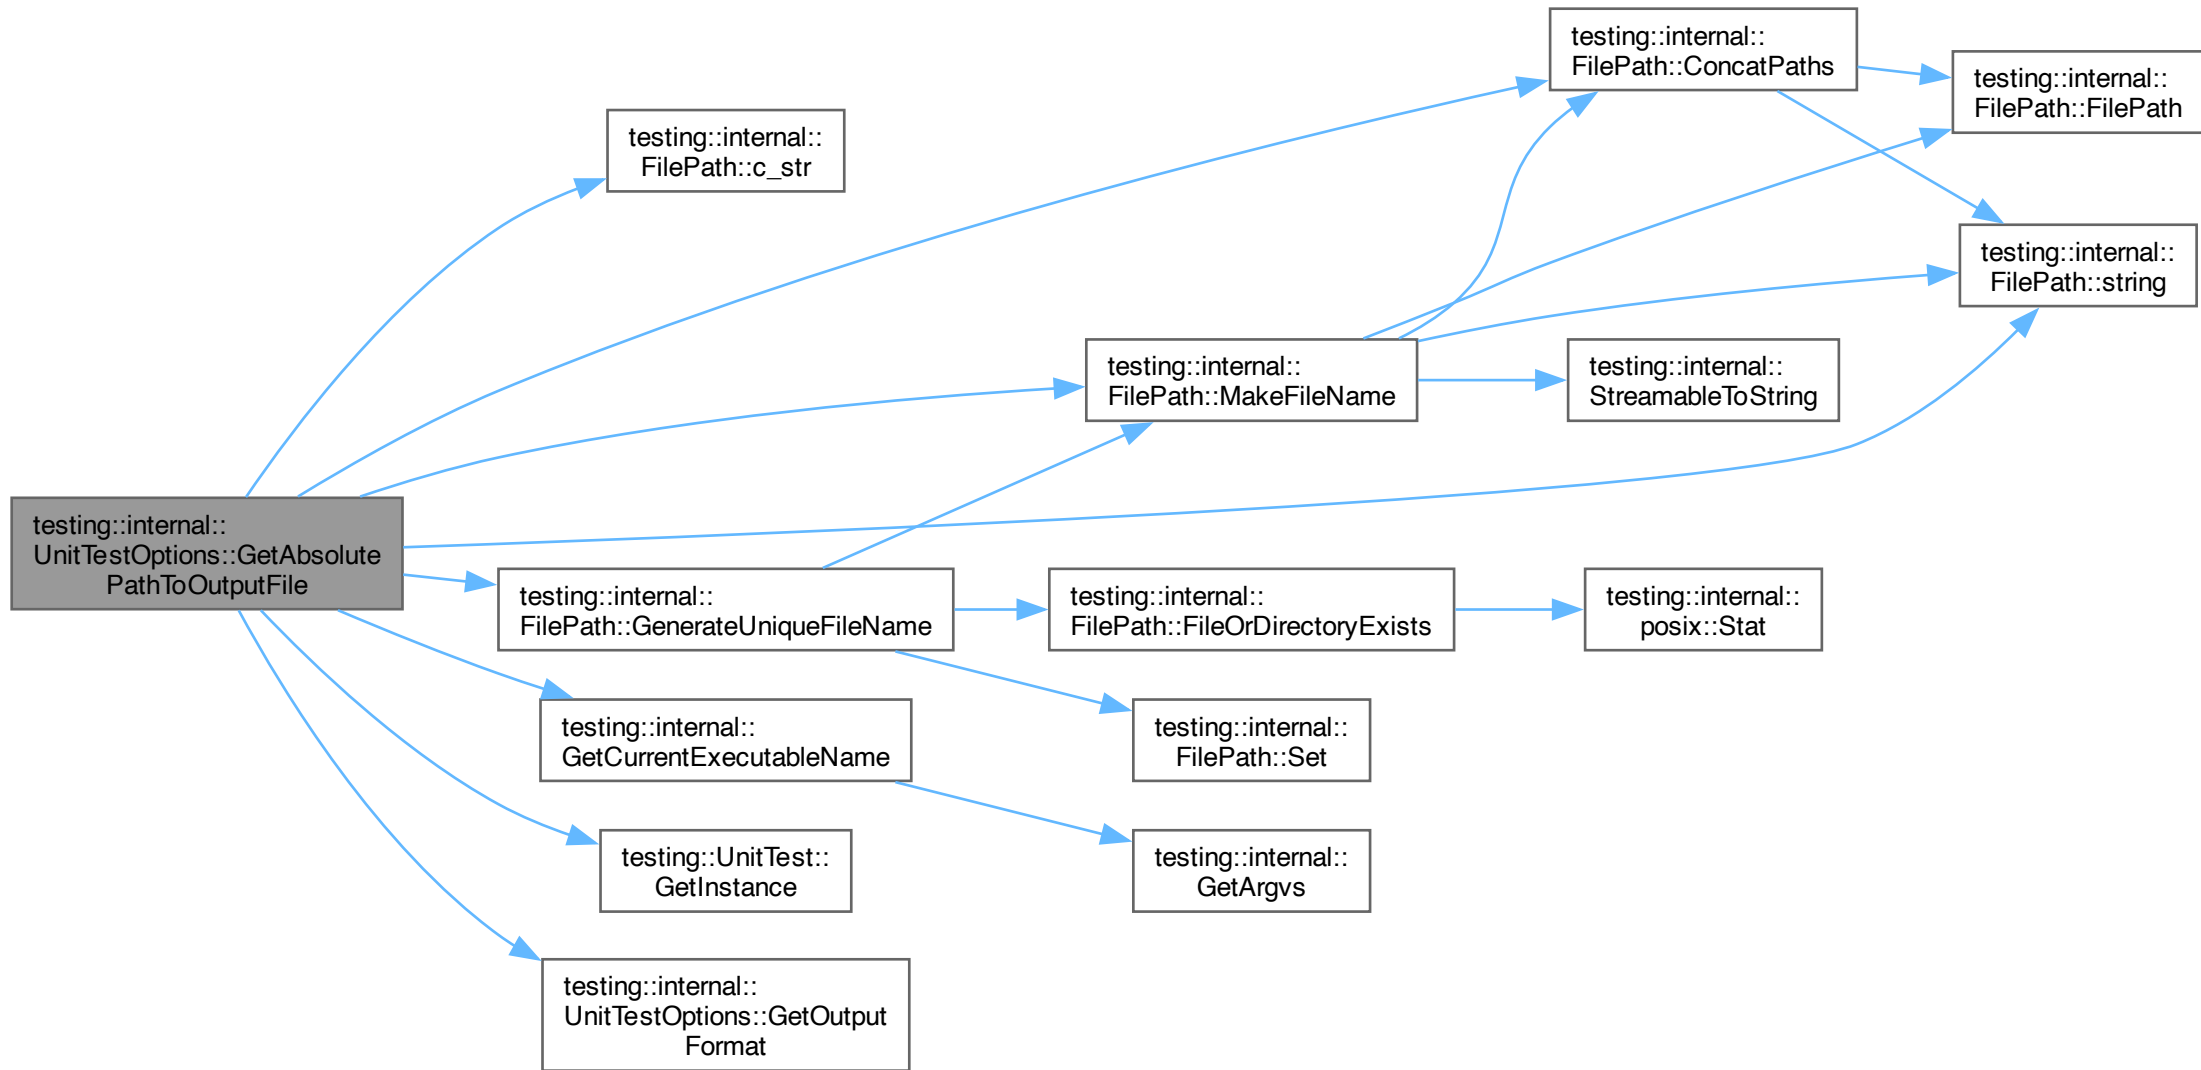 testing::internal::
FilePath::ConcatPaths
testing::internal::
FilePath::FilePath
testing::internal::
FilePath::c_str
testing::internal::
FilePath::string
testing::internal::
FilePath::MakeFileName
testing::internal::
StreamableToString
testing::internal::
UnitTestOptions::GetAbsolute
PathToOutputFile
testing::internal::
FilePath::GenerateUniqueFileName
testing::internal::
FilePath::FileOrDirectoryExists
testing::internal::
posix::Stat
testing::internal::
GetCurrentExecutableName
testing::internal::
FilePath::Set
testing::UnitTest::
GetInstance
testing::internal::
GetArgvs
testing::internal::
UnitTestOptions::GetOutput
Format